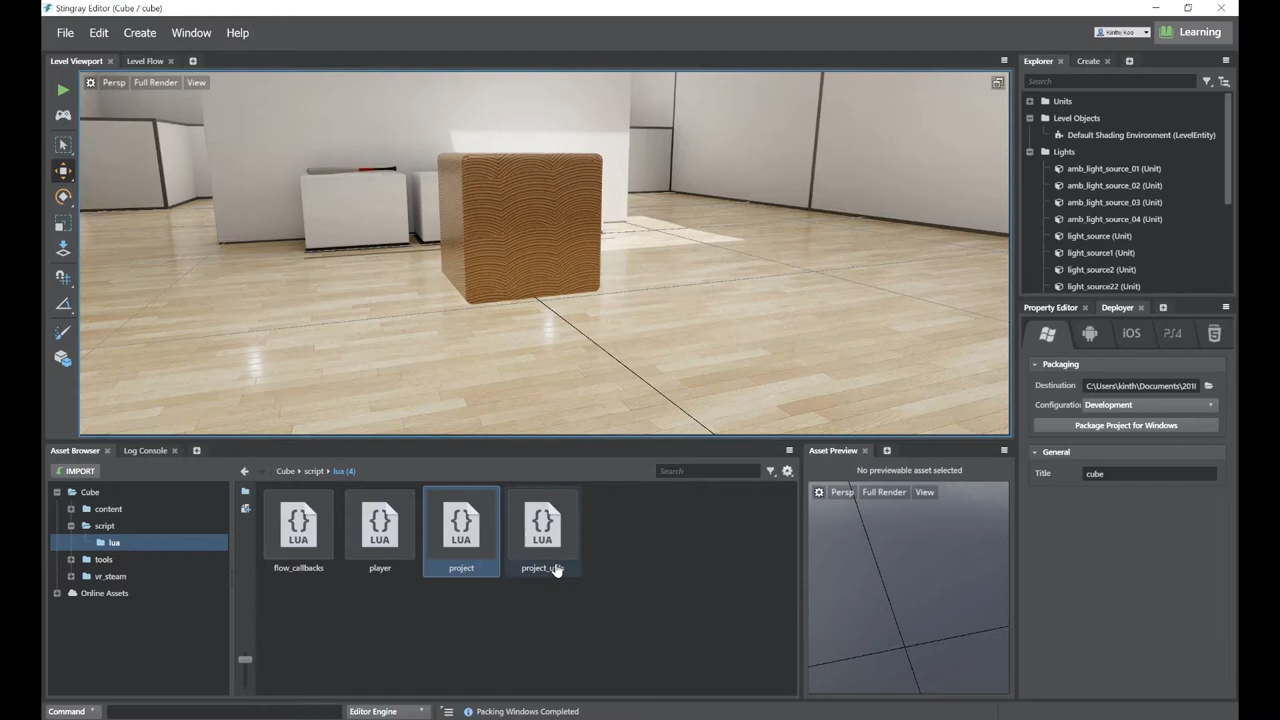 Stingray Editor (Cube / cube)
File Edit Create Window Help
Kinthy Koo
Learning
Level Viewport
Level Flow
Explorer
Create
Persp Full Render View
Search
Units
Level Objects
Default Shading Environment (LevelEntity)
Lights
amb_light_source_01 (Unit)
amb_light_source_02 (Unit)
amb_light_source_03 (Unit)
amb_light_source_04 (Unit)
light_source (Unit)
light_source1 (Unit)
light_source2 (Unit)
light_source22 (Unit)
Property Editor
Deployer
iOS
PS4
Packaging
Destination C:\Users\kinth\Documents\201
Configuration Development
Package Project for Windows
General
Title cube
Asset Browser
Log Console
Asset Preview
IMPORT
Cube script lua (4)
Search
No previewable asset selected
Persp Full Render View
Cube
content
script
lua
tools
vr_steam
Online Assets
LUA LUA LUA LUA
flow_callbacks player project
Command
Editor Engine
Packing Windows Completed